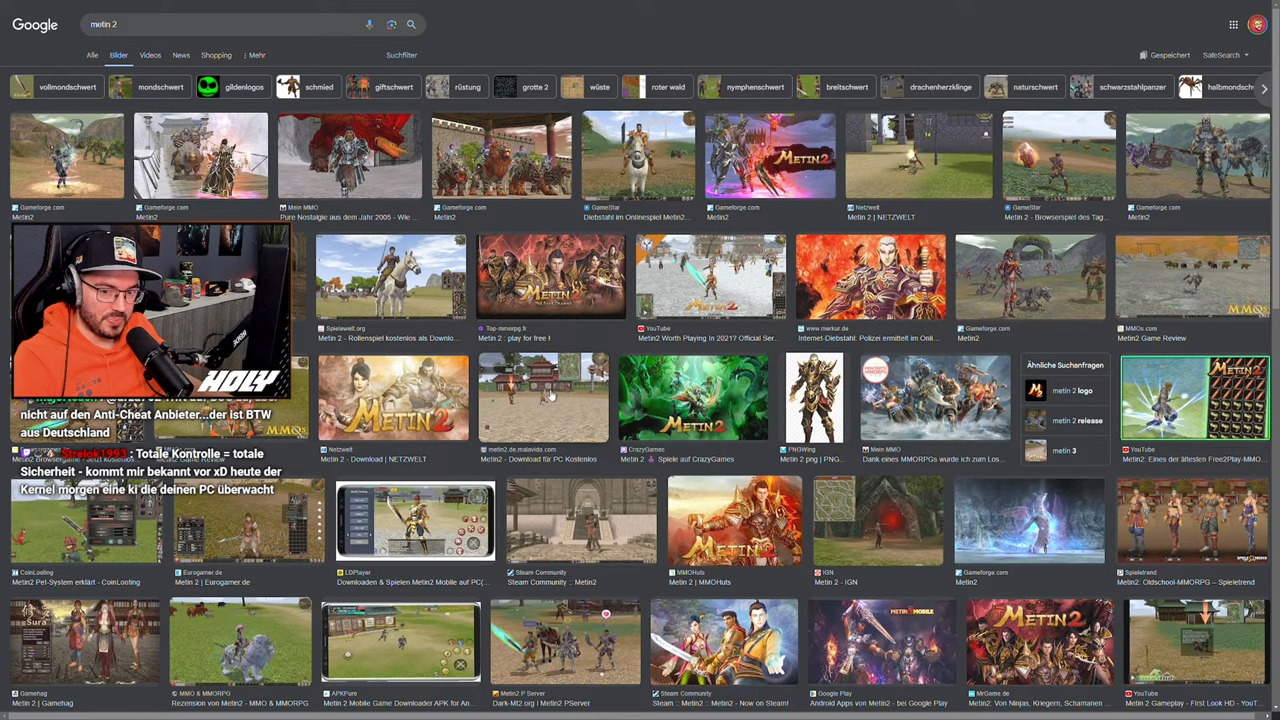 Google
metin 2
Alle
Bilder
Videos
News
Shopping
Mehr
Suchfilter
Gespeichert
SafeSearch
vollmondschwert
mondschwert
gildenlogos
schmied
giftschwert
rüstung
grotte 2
wüste
roter wald
nymphenschwert
breitschwert
drachenherzklinge
naturschwert
schwarzstahlpanzer
halbmondschw
METIN2
Gameforge.com
Metin2
Gameforge.com
Metin2
Mein MMO
Pure Nostalgie aus dem Jahr 2005 - Wie ...
Gameforge.com
Metin2
GameStar
Diebstahl im Onlinespiel Metin2...
Gameforge.com
Metin2
Netzwelt
Metin 2 | NETZWELT
GameStar
Metin 2 - Browserspiel des Tag...
Gameforge.com
Metin2
METIN2
METIN2
Spielewelt.org
Metin 2 - Rollenspiel kostenlos als Downlo...
Top-mmorpg.fr
Metin 2 : play for free !
YouTube
Metin2 Worth Playing In 2021? Official Ser...
www.merkur.de
Internet-Diebstahl: Polizei ermittelt im Onli...
Gameforge.com
Metin2
MMOs.com
Metin2 Game Review
HOLY
nicht auf den Anti-Cheat Anbieter...der ist BTW
aus Deutschland
Strelok1993 : Totale Kontrolle = totale
Sicherheit - kommt mir bekannt vor xD heute der
Kernel morgen eine ki die deinen PC überwacht
METIN2
METIN2
METIN2
Ähnliche Suchanfragen
metin 2 logo
metin 2 release
metin 3
Netzwelt
Metin 2 - Download | NETZWELT
metin2.de.malavida.com
Metin2 - Download für PC Kostenlos
CrazyGames
Metin 2
Spiele auf CrazyGames
PNGWing
Metin 2 png | PNG...
Mein MMO
Dank eines MMORPGs wurde ich zum Los...
YouTube
Metin2: Eines der ältesten Free2Play-MMO...
METIN2
CoinLooting
Metin2 Pet-System erklärt - CoinLooting
Eurogamer.de
Metin 2 | Eurogamer.de
LDPlayer
Downloaden & Spielen Metin2 Mobile auf PC(...
Steam Community
Steam Community :: Metin2
MMOHuts
Metin 2 | MMOHuts
IGN
Metin 2 - IGN
Gameforge.com
Metin2
Spieletrend
Metin2: Oldschool-MMORPG – Spieletrend
Sura
METIN2 MOBILE
METIN2
Gamehag
Metin 2 | Gamehag
MMO & MMORPG
Rezension von Metin2 - MMO & MMORPG
APKPure
Metin 2 Mobile Game Downloader APK for An...
Metin2 P Server
Dark-Mt2.org I Metin2 PServer
Steam Community
Steam :: Metin2 :: Metin2 - Now on Steam!
Google Play
Android Apps von Metin2 - bei Google Play
MrGame.de
Metin2: Von Ninjas, Kriegern, Schamanen ...
YouTube
Metin 2 Gameplay - First Look HD - YouT...